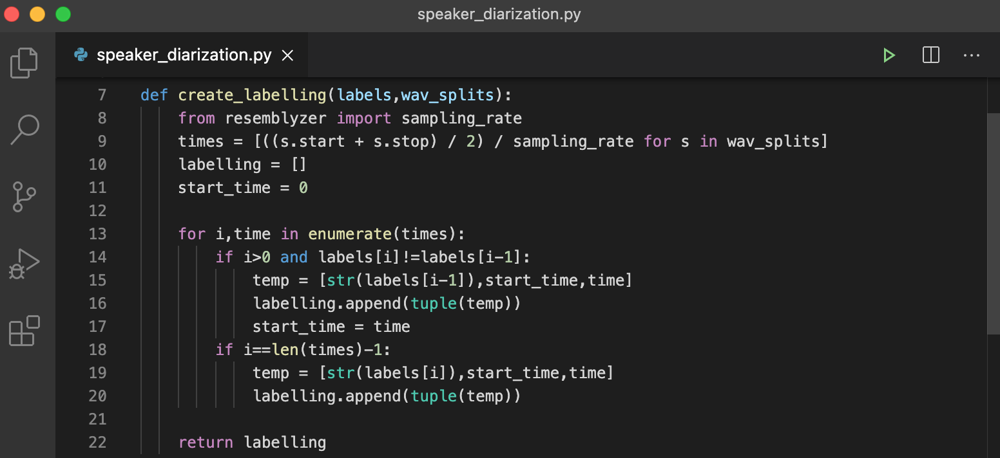 speaker_diarization.py
speaker_diarization.py
7 def create_labelling(labels,wav_splits):
8 from resemblyzer import sampling_rate
9 times = [((s.start + s.stop) / 2) / sampling_rate for s in wav_splits]
10 labelling = []
11 start_time = 0
12
13 for i,time in enumerate(times):
14 if i>0 and labels[i]!=labels[i-1]:
15 temp = [str(labels[i-1]),start_time,time]
16 labelling.append(tuple(temp))
17 start_time = time
18 if i==len(times)-1:
19 temp = [str(labels[i]),start_time,time]
20 labelling.append(tuple(temp))
21
22 return labelling